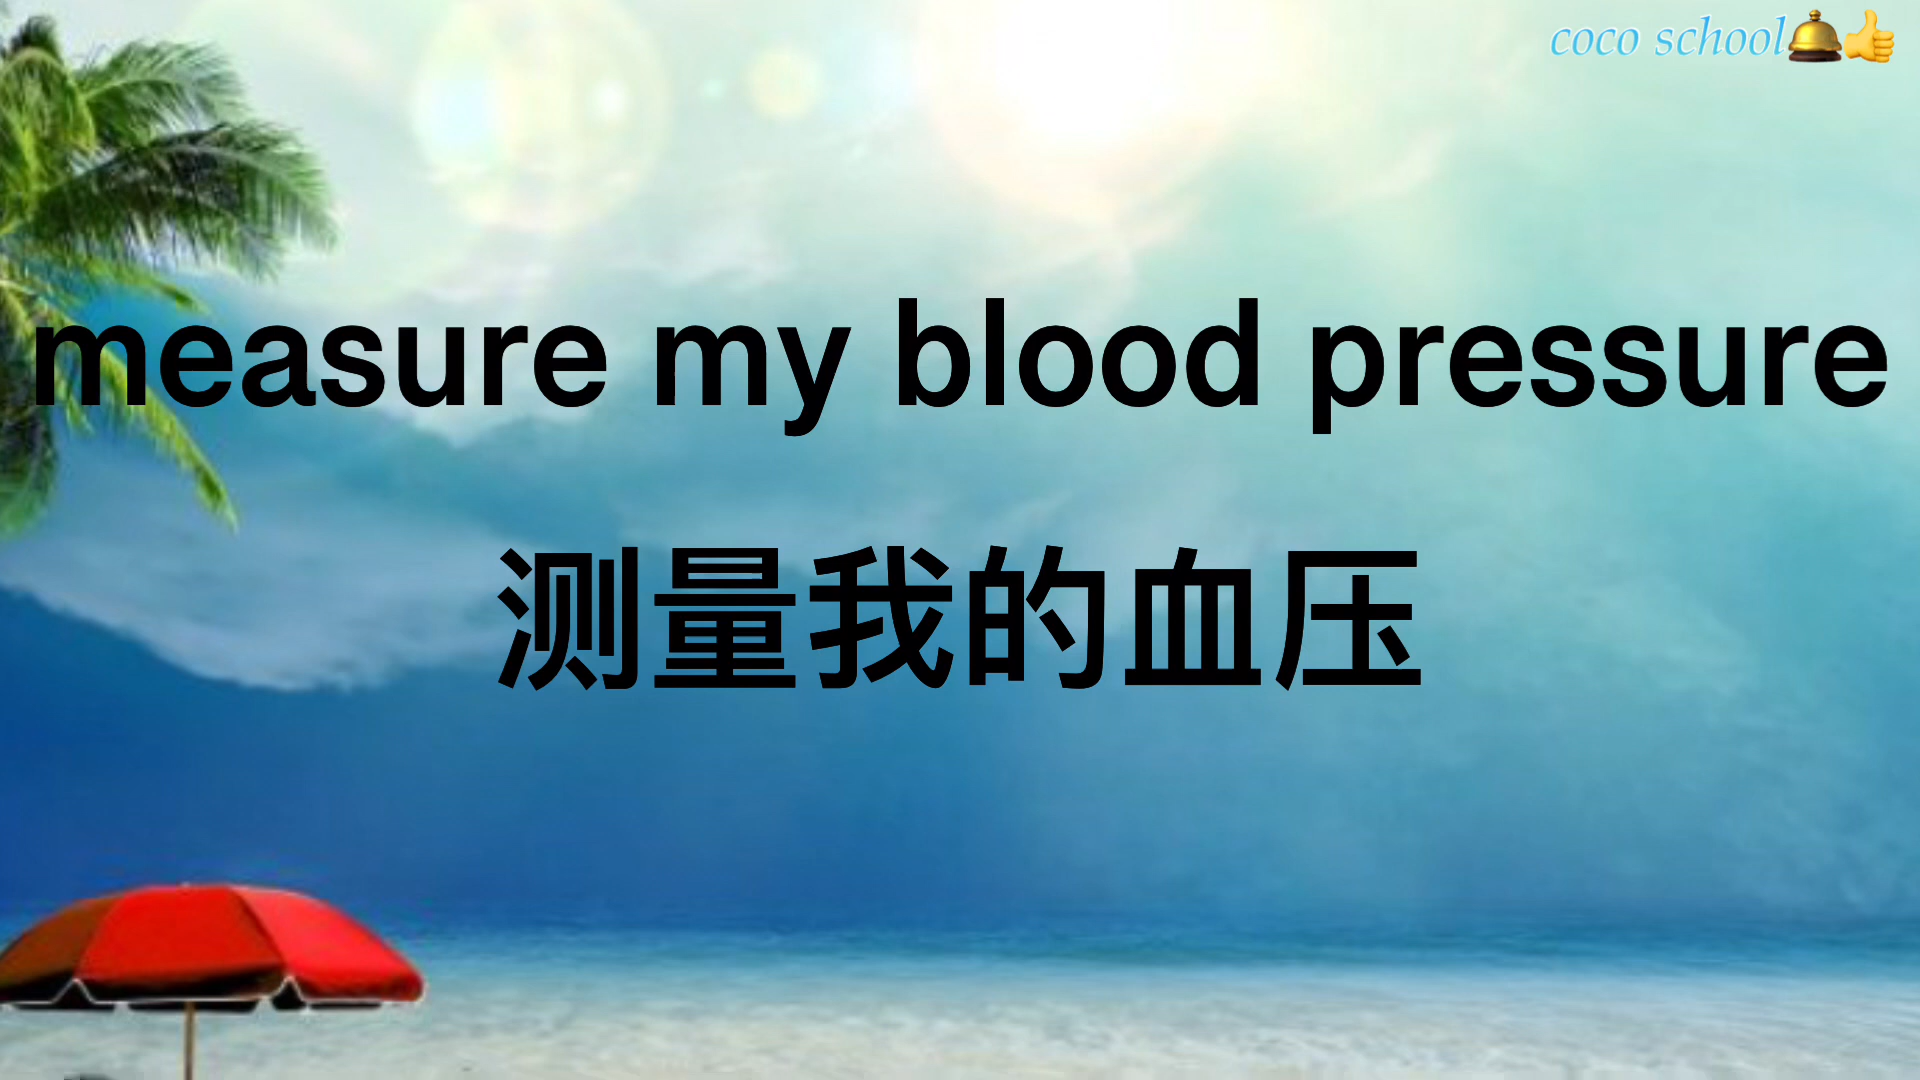 coco school🛎👍
measure my blood pressure
测量我的血压